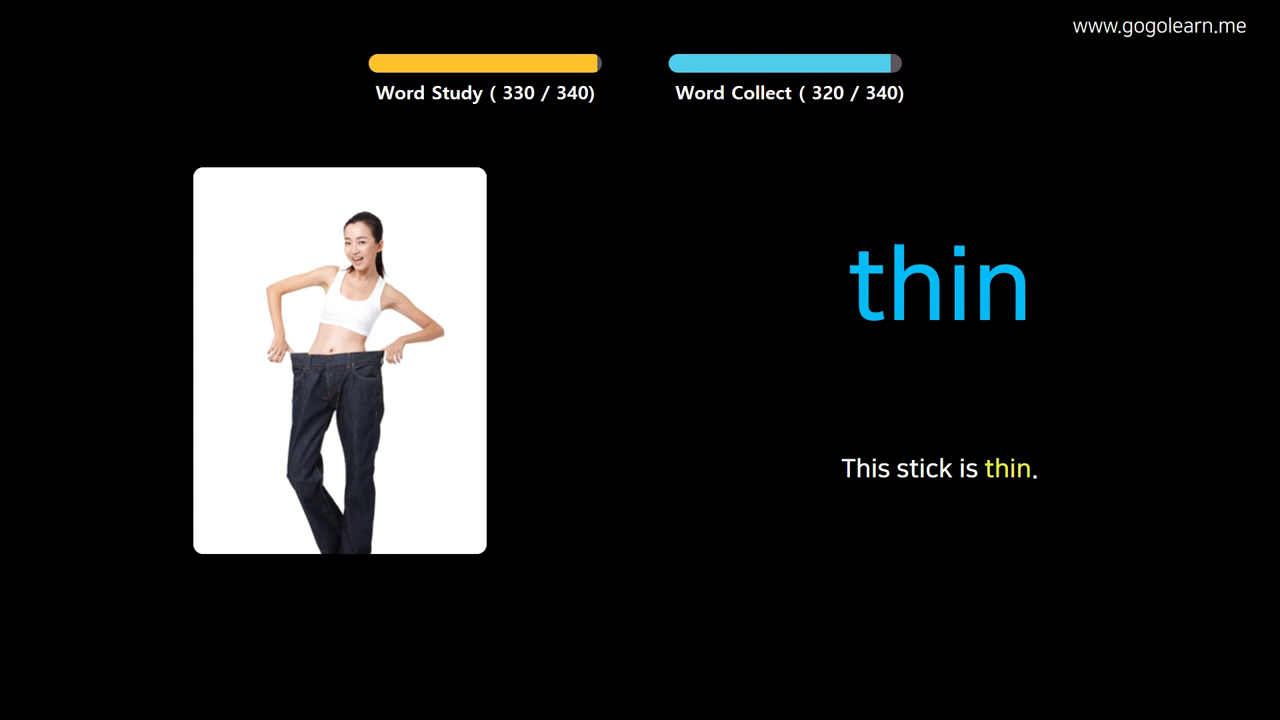 www.gogolearn.me
Word Study ( 330 / 340)
Word Collect ( 320 / 340)
thin
This stick is thin.